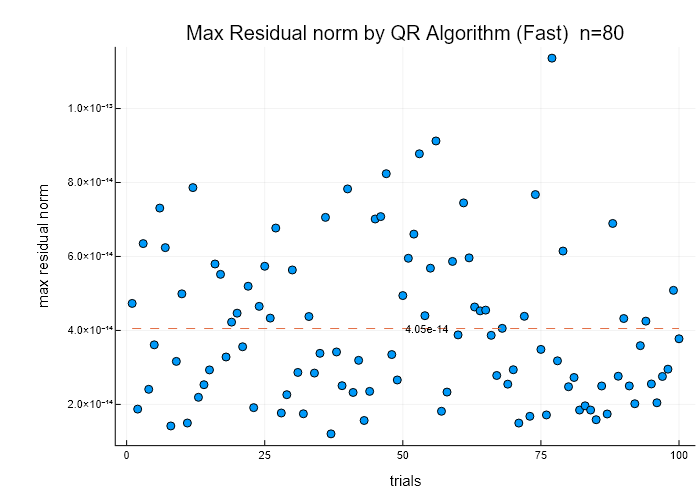 Max Residual norm by QR Algorithm (Fast)  n=80
max residual norm
1.0×10⁻¹³
8.0×10⁻¹⁴
6.0×10⁻¹⁴
4.0×10⁻¹⁴
2.0×10⁻¹⁴
4.05e-14
0 25 50 75 100
trials